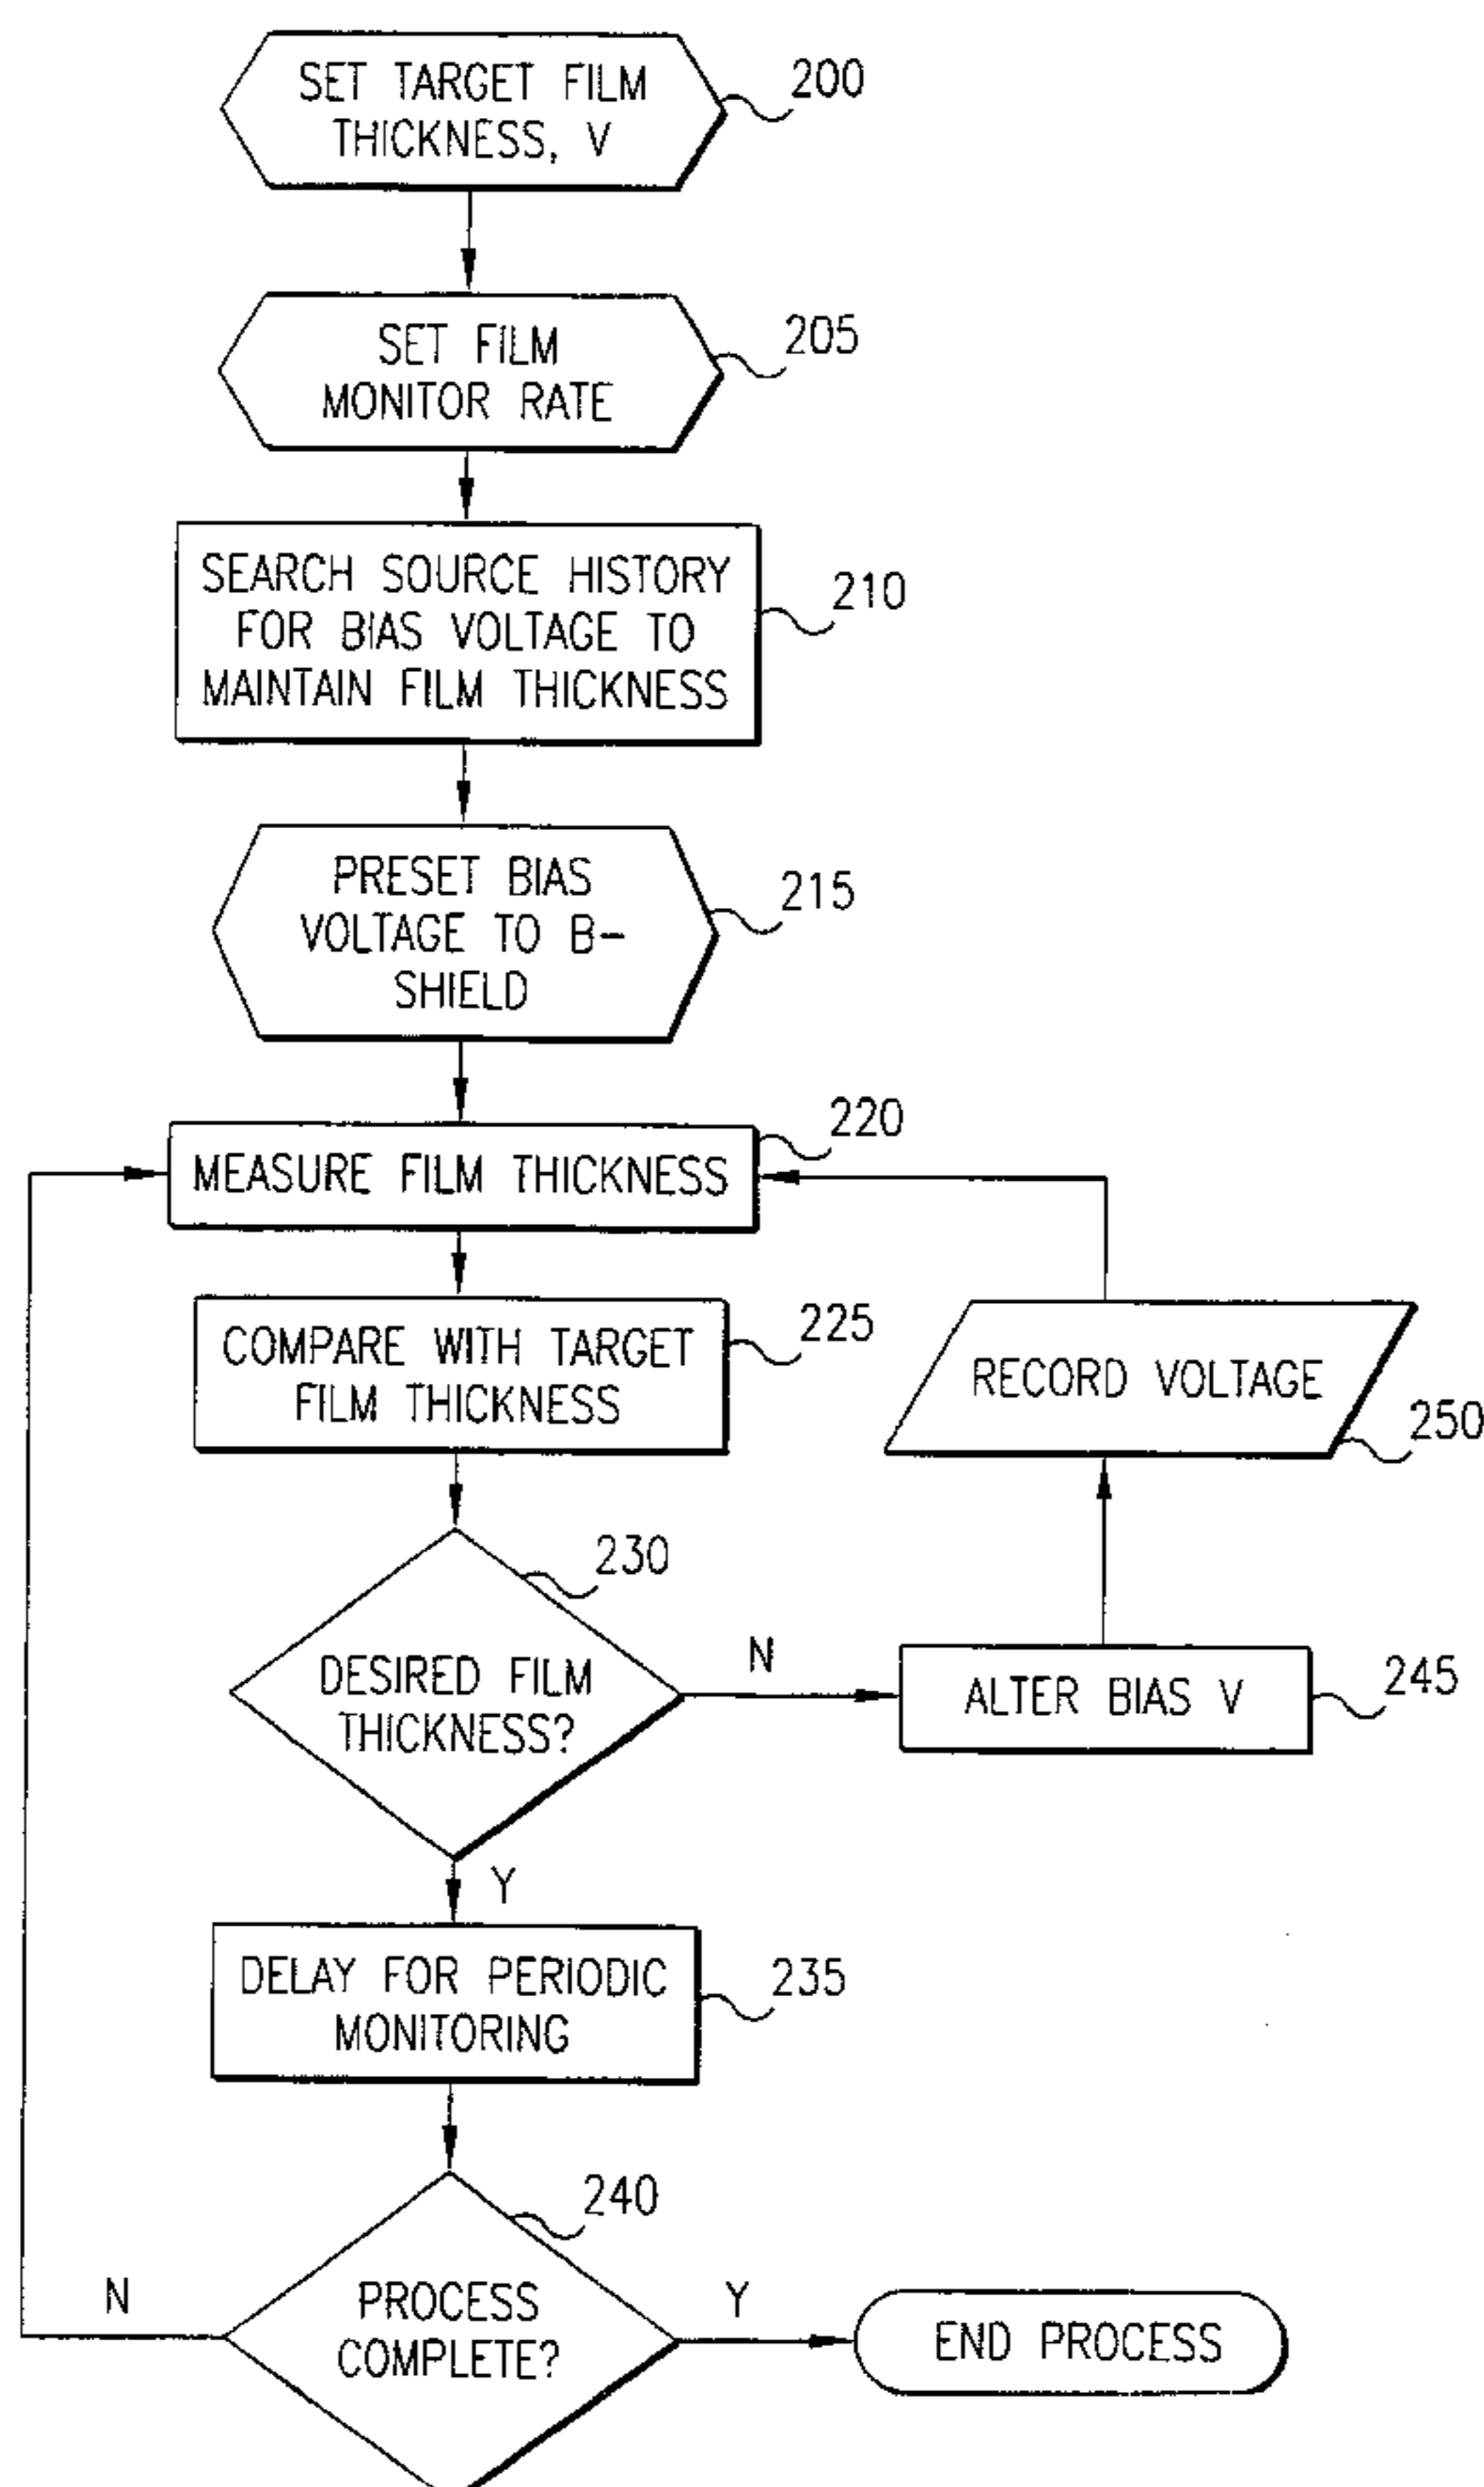 SET TARGET FILM
THICKNESS, V
200
SET FILM
MONITOR RATE
205
SEARCH SOURCE HISTORY
FOR BIAS VOLTAGE TO
MAINTAIN FILM THICKNESS
210
PRESET BIAS
VOLTAGE TO B-
SHIELD
215
MEASURE FILM THICKNESS
220
COMPARE WITH TARGET
FILM THICKNESS
225
RECORD VOLTAGE
250
230
DESIRED FILM
THICKNESS?
N
ALTER BIAS V
245
Y
DELAY FOR PERIODIC
MONITORING
235
240
PROCESS
COMPLETE?
N
Y
END PROCESS